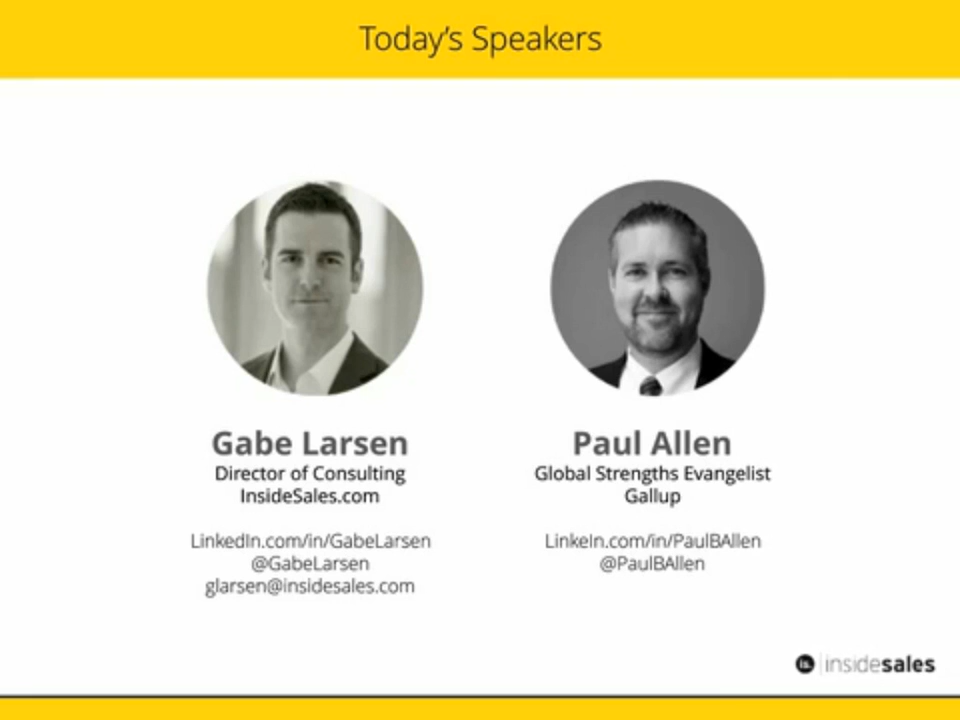 Today's Speakers
Gabe Larsen
Director of Consulting
InsideSales.com
LinkedIn.com/in/GabeLarsen
@GabeLarsen
glarsen@insidesales.com
Paul Allen
Global Strengths Evangelist
Gallup
LinkeIn.com/in/PaulBAllen
@PaulBAllen
is. insidesales